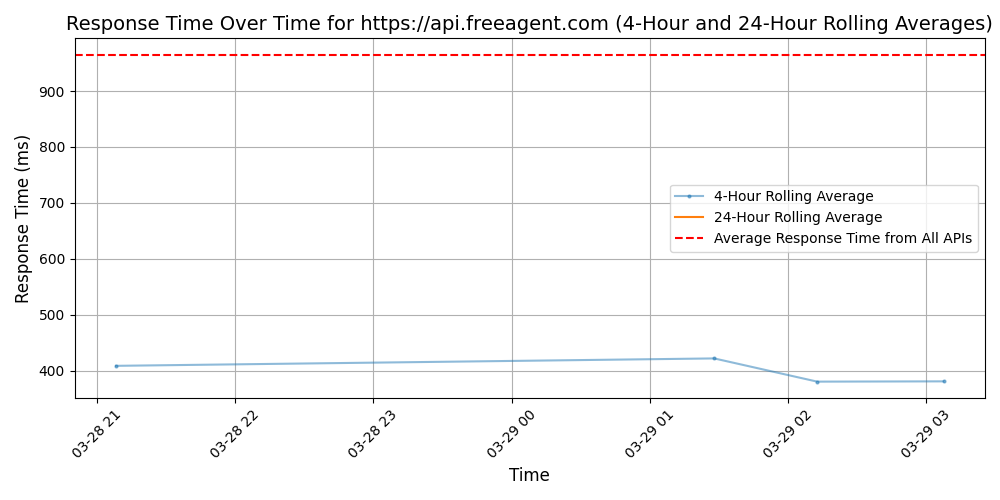 Response Time Over Time for https://api.freeagent.com (4-Hour and 24-Hour Rolling Averages)
Response Time (ms)
900
800
700
600
500
400
4-Hour Rolling Average
24-Hour Rolling Average
Average Response Time from All APIs
03-28 21
03-28 22
03-28 23
03-29 00
03-29 01
03-29 02
03-29 03
Time